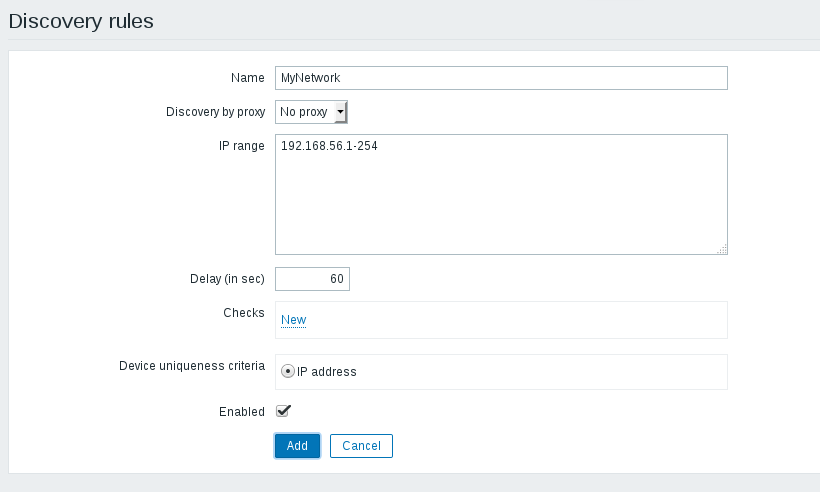 Discovery rules
Name MyNetwork
Discovery by proxy No proxy
IP range 192.168.56.1-254
Delay (in sec) 60
Checks New
Device uniqueness criteria IP address
Enabled
Add Cancel